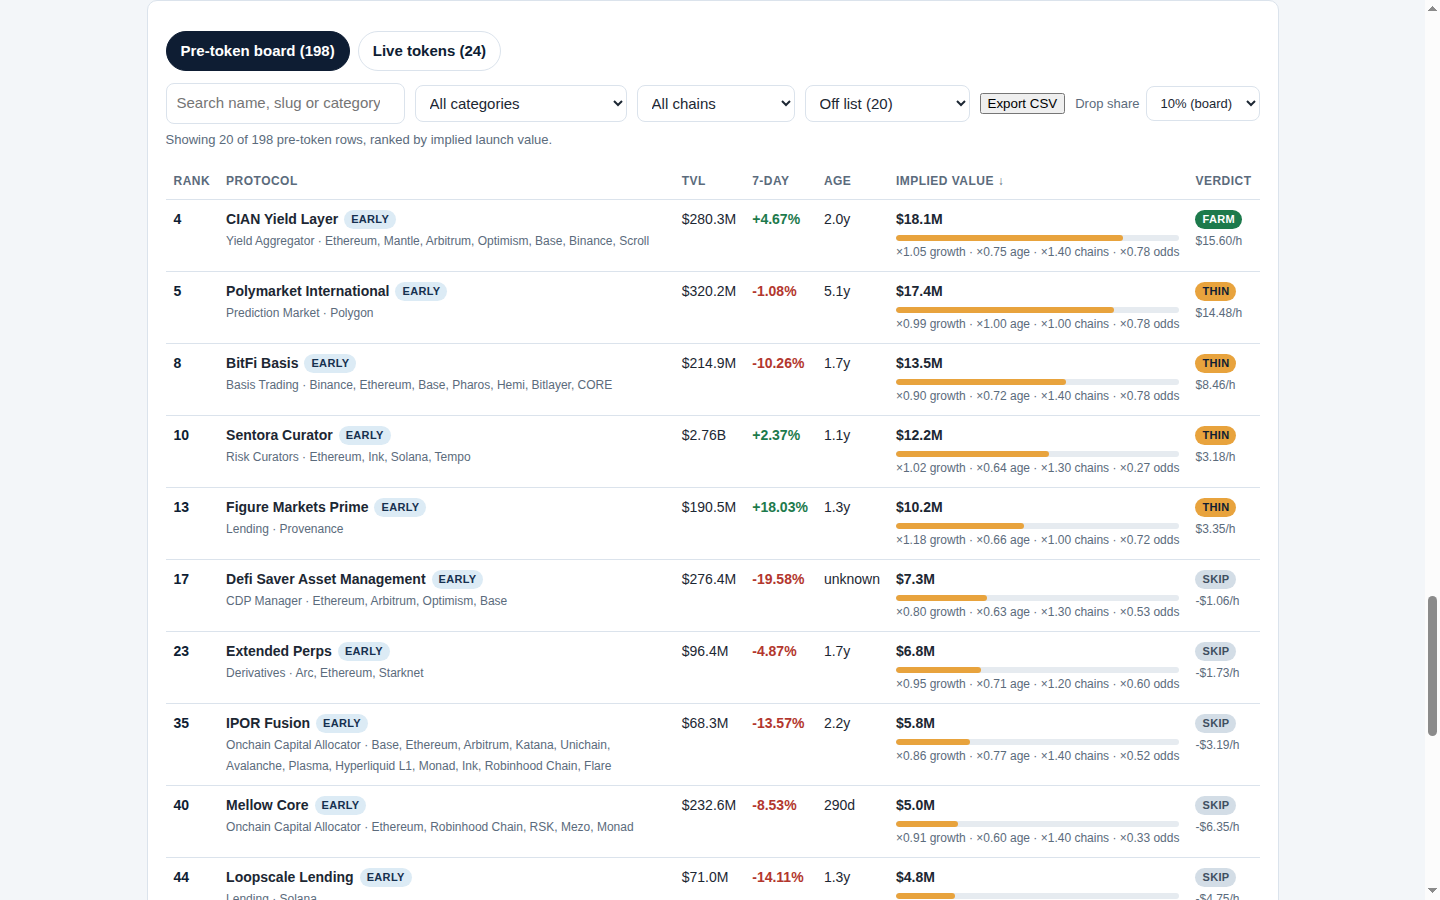 Pre-token board (198) Live tokens (24)
Search name, slug or category All categories All chains Off list (20) Export CSV Drop share 10% (board)
Showing 20 of 198 pre-token rows, ranked by implied launch value.
RANK PROTOCOL TVL 7-DAY AGE IMPLIED VALUE ↓ VERDICT
4 CIAN Yield Layer EARLY $280.3M +4.67% 2.0y $18.1M FARM
Yield Aggregator · Ethereum, Mantle, Arbitrum, Optimism, Base, Binance, Scroll $15.60/h
×1.05 growth · ×0.75 age · ×1.40 chains · ×0.78 odds
5 Polymarket International EARLY $320.2M -1.08% 5.1y $17.4M THIN
Prediction Market · Polygon $14.48/h
×0.99 growth · ×1.00 age · ×1.00 chains · ×0.78 odds
8 BitFi Basis EARLY $214.9M -10.26% 1.7y $13.5M THIN
Basis Trading · Binance, Ethereum, Base, Pharos, Hemi, Bitlayer, CORE $8.46/h
×0.90 growth · ×0.72 age · ×1.40 chains · ×0.78 odds
10 Sentora Curator EARLY $2.76B +2.37% 1.1y $12.2M THIN
Risk Curators · Ethereum, Ink, Solana, Tempo $3.18/h
×1.02 growth · ×0.64 age · ×1.30 chains · ×0.27 odds
13 Figure Markets Prime EARLY $190.5M +18.03% 1.3y $10.2M THIN
Lending · Provenance $3.35/h
×1.18 growth · ×0.66 age · ×1.00 chains · ×0.72 odds
17 Defi Saver Asset Management EARLY $276.4M -19.58% unknown $7.3M SKIP
CDP Manager · Ethereum, Arbitrum, Optimism, Base -$1.06/h
×0.80 growth · ×0.63 age · ×1.30 chains · ×0.53 odds
23 Extended Perps EARLY $96.4M -4.87% 1.7y $6.8M SKIP
Derivatives · Arc, Ethereum, Starknet -$1.73/h
×0.95 growth · ×0.71 age · ×1.20 chains · ×0.60 odds
35 IPOR Fusion EARLY $68.3M -13.57% 2.2y $5.8M SKIP
Onchain Capital Allocator · Base, Ethereum, Arbitrum, Katana, Unichain, -$3.19/h
×0.86 growth · ×0.77 age · ×1.40 chains · ×0.52 odds
Avalanche, Plasma, Hyperliquid L1, Monad, Ink, Robinhood Chain, Flare
40 Mellow Core EARLY $232.6M -8.53% 290d $5.0M SKIP
Onchain Capital Allocator · Ethereum, Robinhood Chain, RSK, Mezo, Monad -$6.35/h
×0.91 growth · ×0.60 age · ×1.40 chains · ×0.33 odds
44 Loopscale Lending EARLY $71.0M -14.11% 1.3y $4.8M SKIP
Lending · Solana -$4.75/h